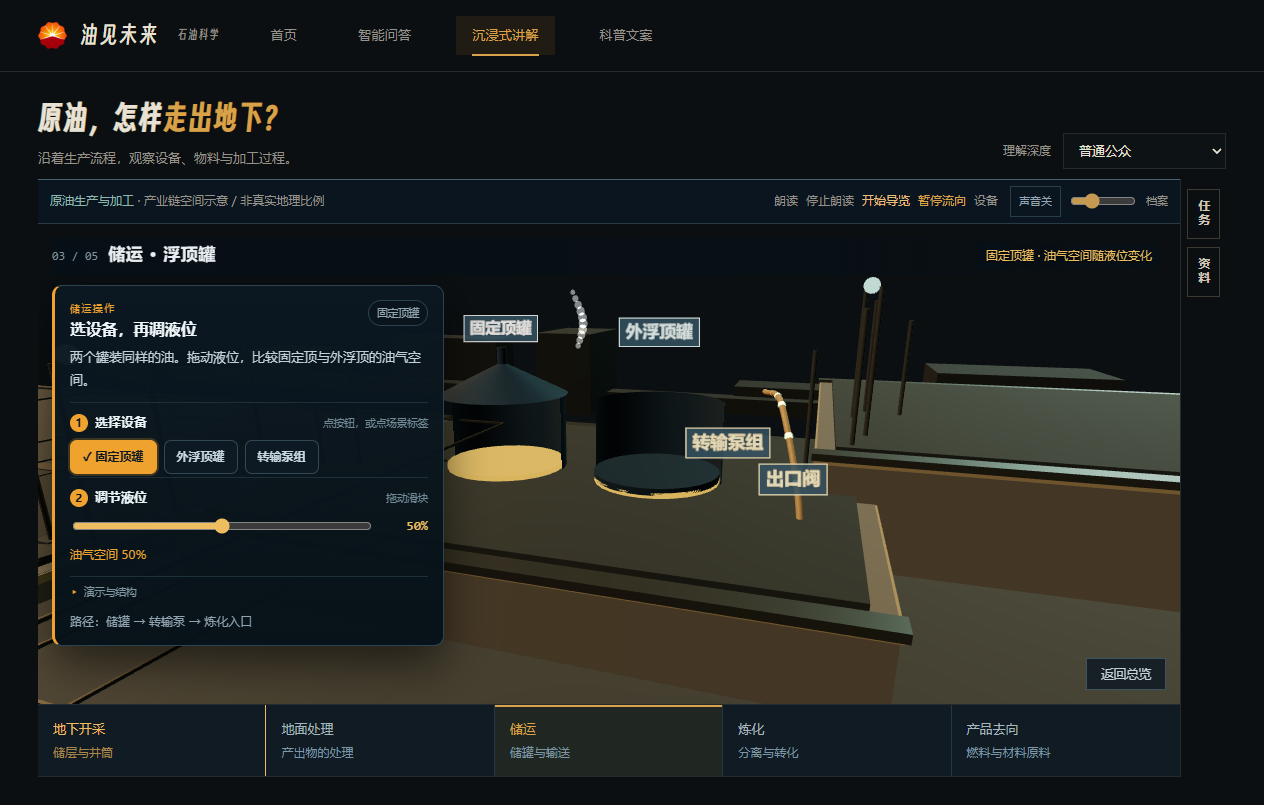 油见未来 石油科学 首页 智能问答 沉浸式讲解 科普文案
原油，怎样走出地下?
沿着生产流程，观察设备、物料与加工过程。
理解深度 普通公众
原油生产与加工 · 产业链空间示意 / 非真实地理比例
朗读 停止朗读 开始导览 暂停流向 设备 声音关 档案
任务
资料
03 / 05 储运 · 浮顶罐
固定顶罐 · 油气空间随液位变化
储运操作
选设备，再调液位
固定顶罐
两个罐装同样的油。拖动液位，比较固定顶与外浮顶的油气空
间。
1 选择设备 点按钮，或点场景标签
✓ 固定顶罐 外浮顶罐 转输泵组
2 调节液位 拖动滑块
50%
油气空间 50%
▸ 演示与结构
路径：储罐 → 转输泵 → 炼化入口
固定顶罐
外浮顶罐
转输泵组
出口阀
返回总览
地下开采
储层与井筒
地面处理
产出物的处理
储运
储罐与输送
炼化
分离与转化
产品去向
燃料与材料原料